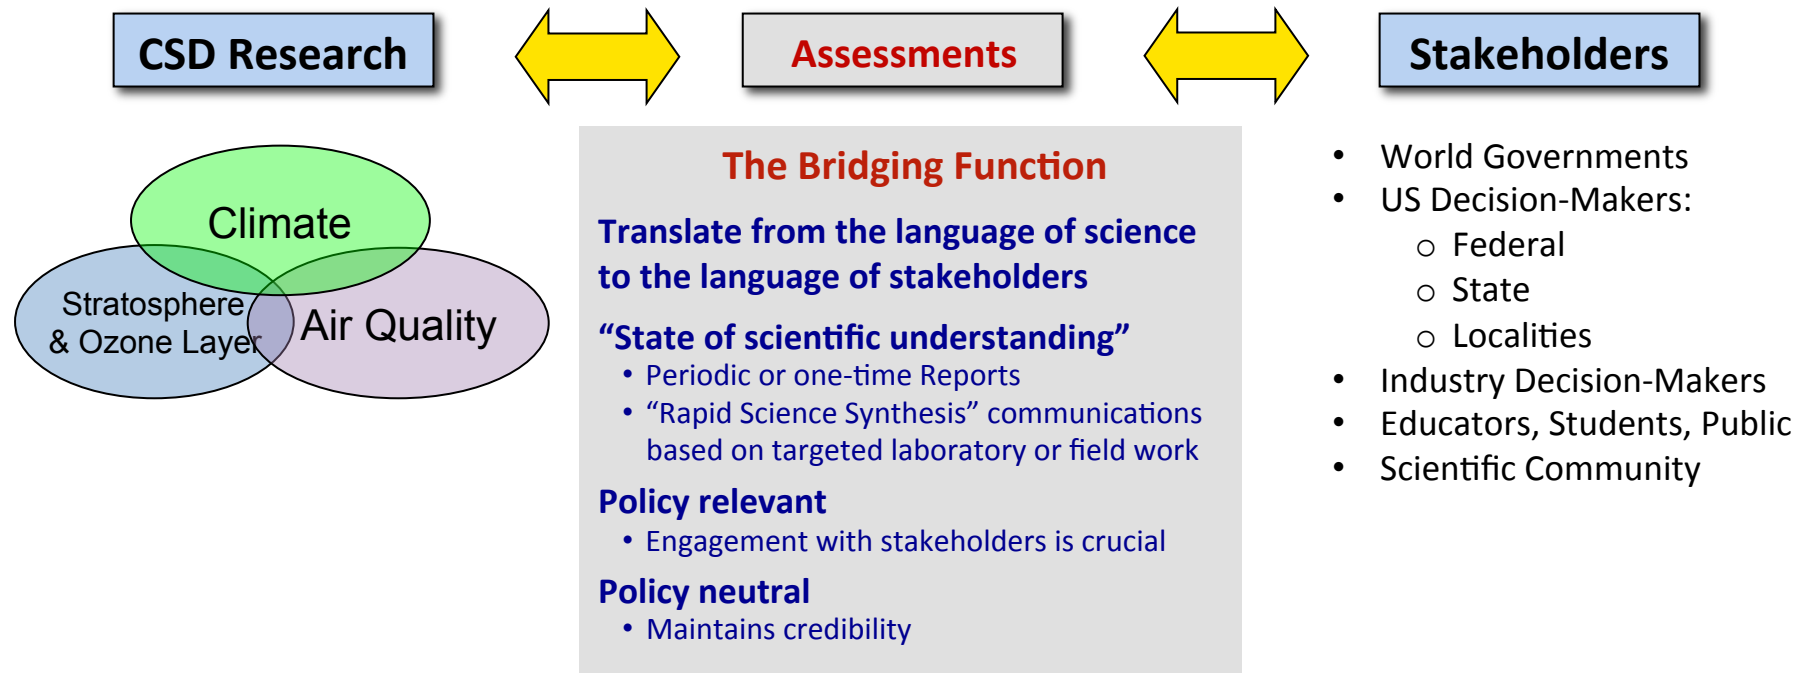 CSD Research
Assessments
Stakeholders
Climate
Stratosphere
& Ozone Layer
Air Quality
The Bridging Function
Translate from the language of science
to the language of stakeholders
“State of scientific understanding”
• Periodic or one-time Reports
• “Rapid Science Synthesis” communications
based on targeted laboratory or field work
Policy relevant
• Engagement with stakeholders is crucial
Policy neutral
• Maintains credibility
• World Governments
• US Decision-Makers:
o Federal
o State
o Localities
• Industry Decision-Makers
• Educators, Students, Public
• Scientific Community